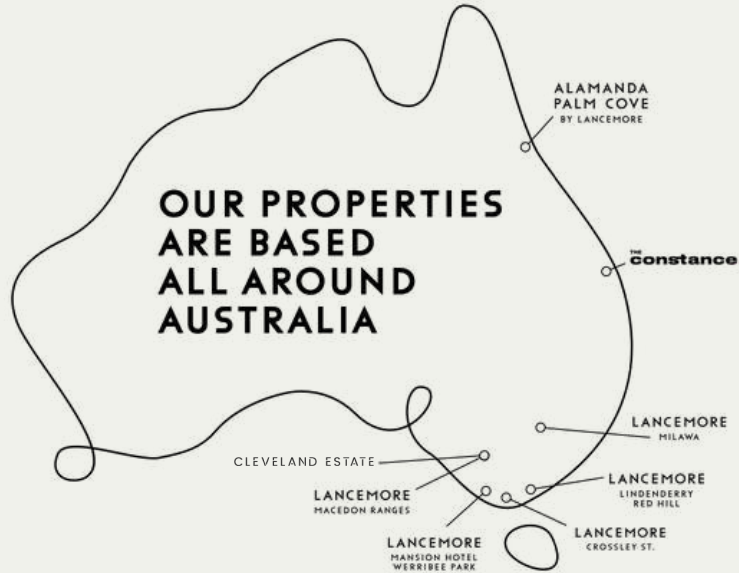 ALAMANDA
PALM COVE
BY LANCEMORE
OUR PROPERTIES
ARE BASED
ALL AROUND
AUSTRALIA
THE
constance
LANCEMORE
MILAWA
CLEVELAND ESTATE
LANCEMORE
MACEDON RANGES
LANCEMORE
LINDENDERRY
RED HILL
LANCEMORE
CROSSLEY ST.
LANCEMORE
MANSION HOTEL
WERRIBEE PARK